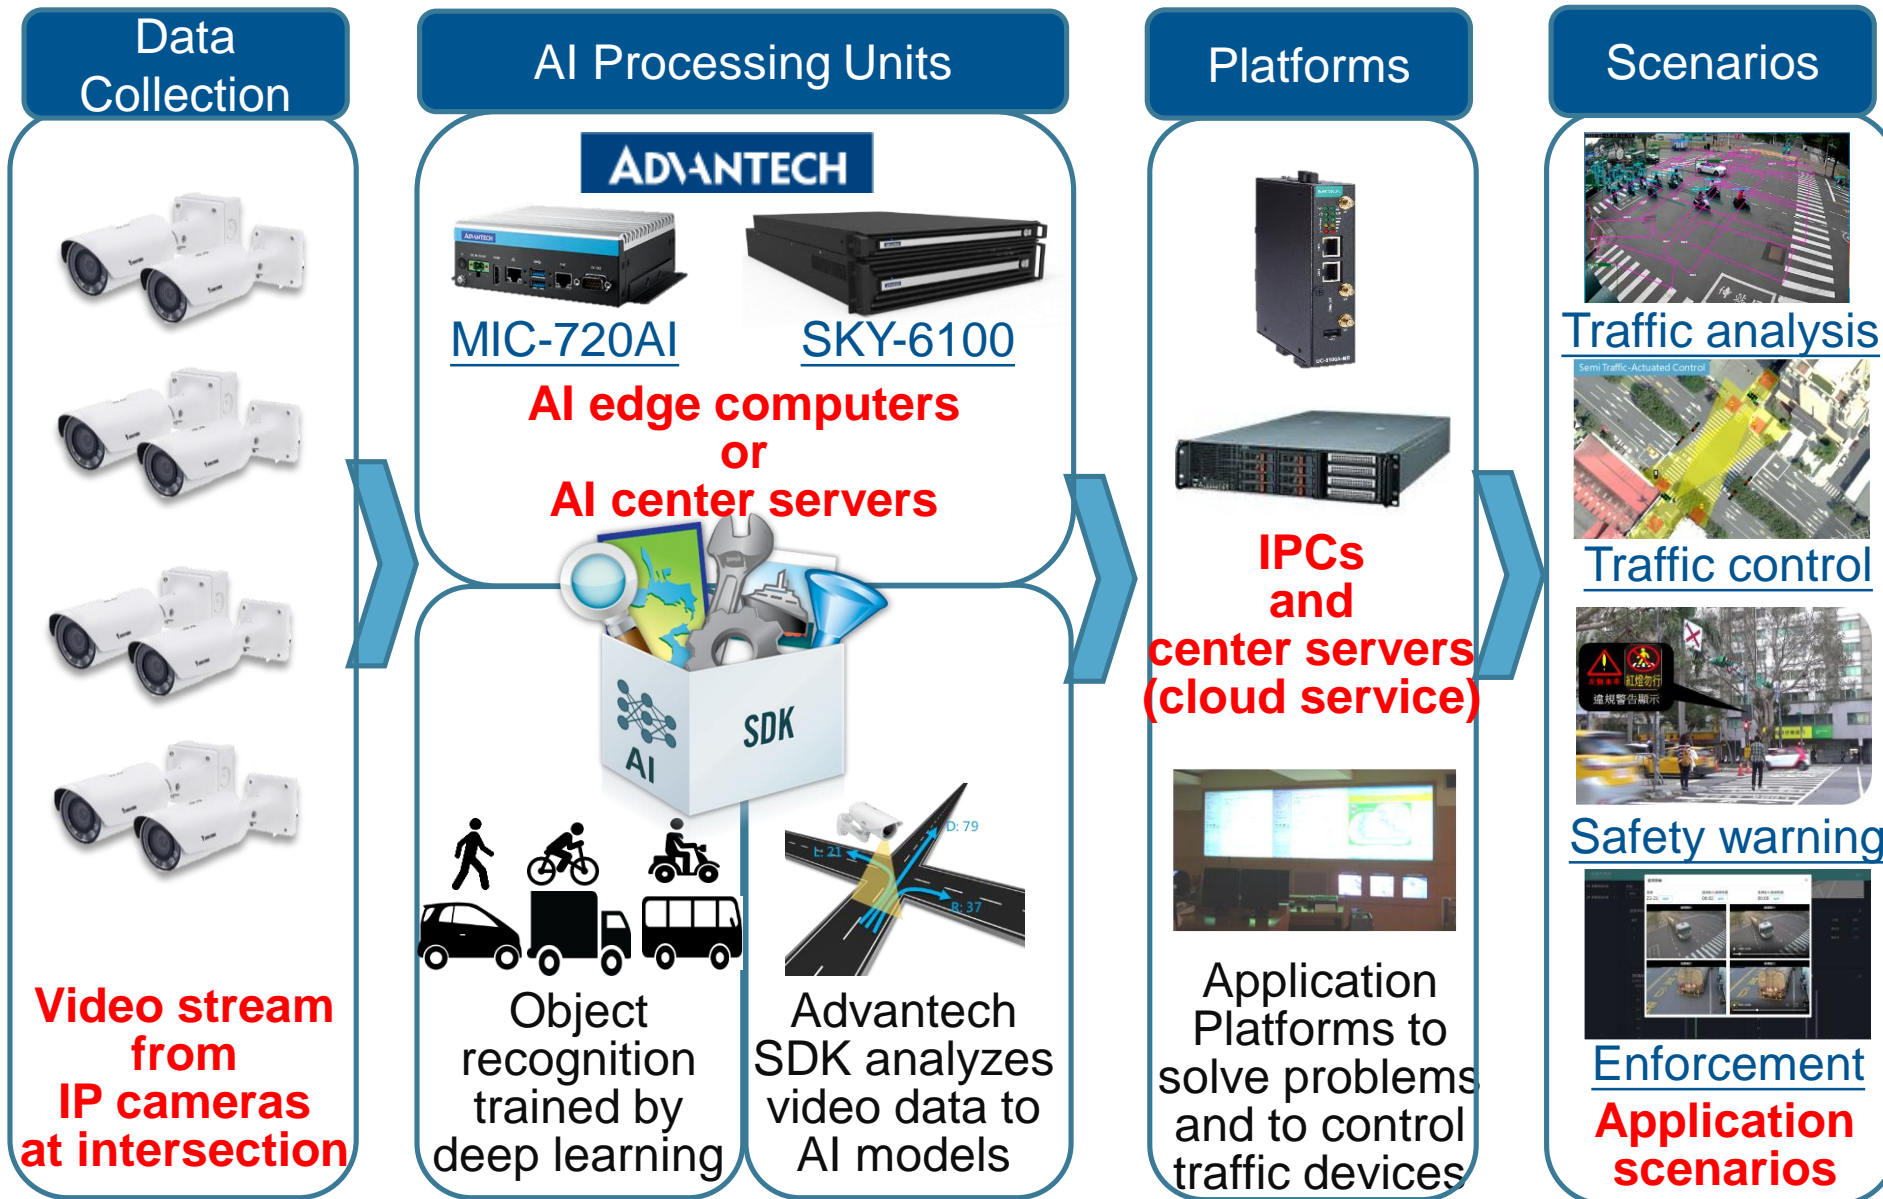 Data
Collection
Video stream
from
IP cameras
at intersection
AI Processing Units
ADVANTECH
ADVANTECH
MIC-720AI
SKY-6100
AI edge computers
or
AI center servers
AI
SDK
Object
recognition
trained by
deep learning
D: 79
L: 21
R: 37
Advantech
SDK analyzes
video data to
AI models
Platforms
UC-8100A-ME
IPCs
and
center servers
(cloud service)
Application
Platforms to
solve problems
and to control
traffic devices
Scenarios
Traffic analysis
Semi Traffic-Actuated Control
Traffic control
紅燈勿行
違規警告顯示
Safety warning
Enforcement
Application
scenarios